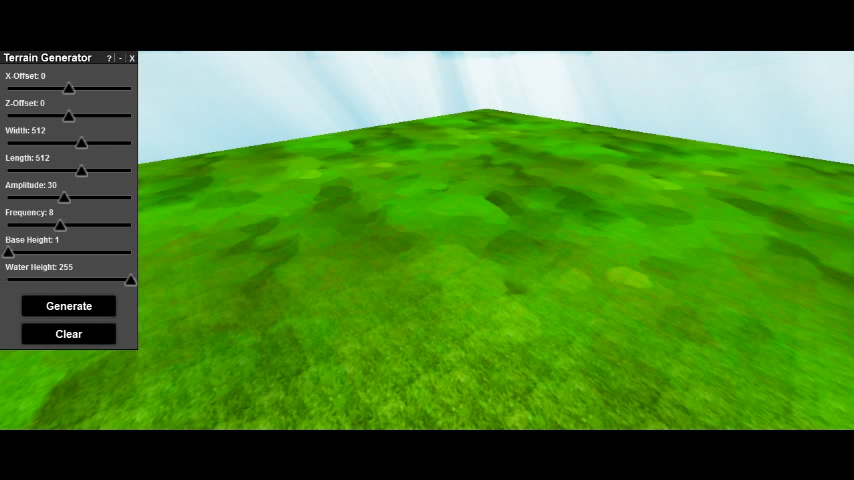 Terrain Generator ? - X
X-Offset: 0
Z-Offset: 0
Width: 512
Length: 512
Amplitude: 30
Frequency: 8
Base Height: 1
Water Height: 255
Generate
Clear